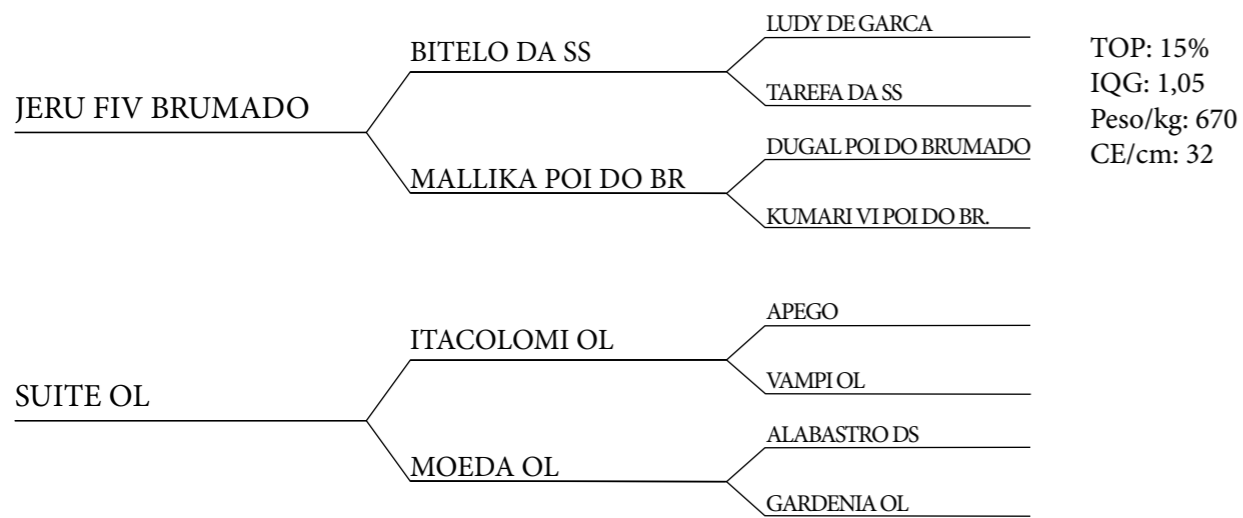 JERU FIV BRUMADO
BITELO DA SS
LUDY DE GARCA
TAREFA DA SS
MALLIKA POI DO BR
DUGAL POI DO BRUMADO
KUMARI VI POI DO BR.
SUITE OL
ITACOLOMI OL
APEGO
VAMPI OL
MOEDA OL
ALABASTRO DS
GARDENIA OL
TOP: 15%
IQG: 1,05
Peso/kg: 670
CE/cm: 32